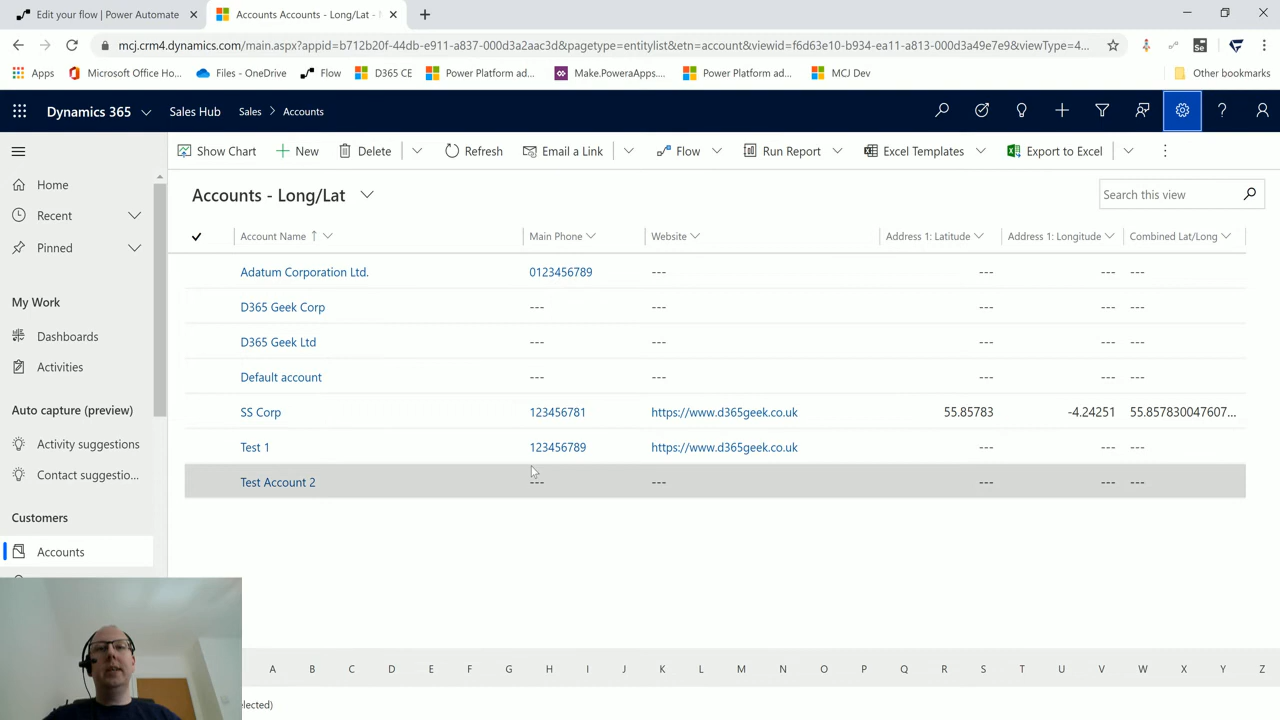 Edit your flow | Power Automate
Accounts Accounts - Long/Lat -
mcj.crm4.dynamics.com/main.aspx?appid=b712b20f-44db-e911-a837-000d3a2aac3d&pagetype=entitylist&etn=account&viewid=f6d63e10-b934-ea11-a813-000d3a49e7e9&viewType=4...
Apps
Microsoft Office Ho...
Files - OneDrive
Flow
D365 CE
Power Platform ad...
Make.PoweraApps....
Power Platform ad...
MCJ Dev
Other bookmarks
Dynamics 365
Sales Hub
Sales > Accounts
Show Chart
New
Delete
Refresh
Email a Link
Flow
Run Report
Excel Templates
Export to Excel
Home
Recent
Pinned
My Work
Dashboards
Activities
Auto capture (preview)
Activity suggestions
Contact suggestio...
Customers
Accounts
Accounts - Long/Lat
Search this view
Account Name Main Phone Website Address 1: Latitude Address 1: Longitude Combined Lat/Long
Adatum Corporation Ltd. 0123456789 --- --- --- ---
D365 Geek Corp --- --- --- --- ---
D365 Geek Ltd --- --- --- --- ---
Default account --- --- --- --- ---
SS Corp 123456781 https://www.d365geek.co.uk 55.85783 -4.24251 55.857830047607...
Test 1 123456789 https://www.d365geek.co.uk --- --- ---
Test Account 2 --- --- --- --- ---
A B C D E F G H I J K L M N O P Q R S T U V W X Y Z
elected)